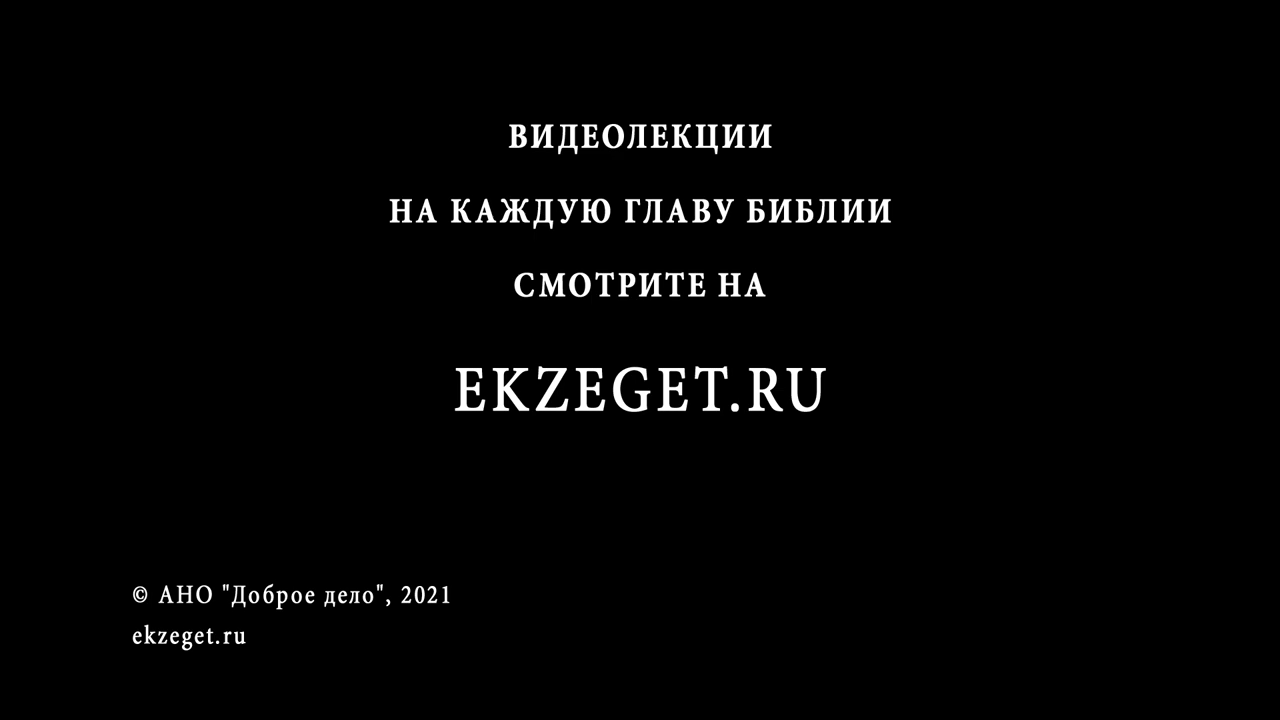 ВИДЕОЛЕКЦИИ
НА КАЖДУЮ ГЛАВУ БИБЛИИ
СМОТРИТЕ НА
EKZEGET.RU
© АНО "Доброе дело", 2021
ekzeget.ru